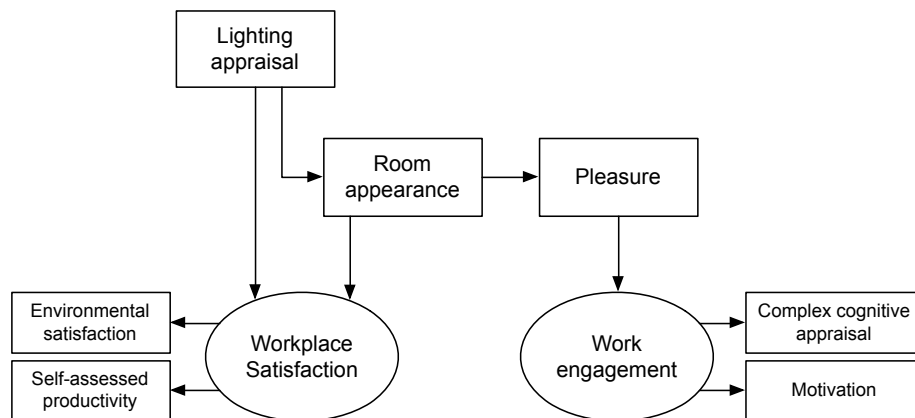 Lighting
appraisal
Room
appearance
Pleasure
Environmental
satisfaction
Self-assessed
productivity
Workplace
Satisfaction
Work
engagement
Complex cognitive
appraisal
Motivation